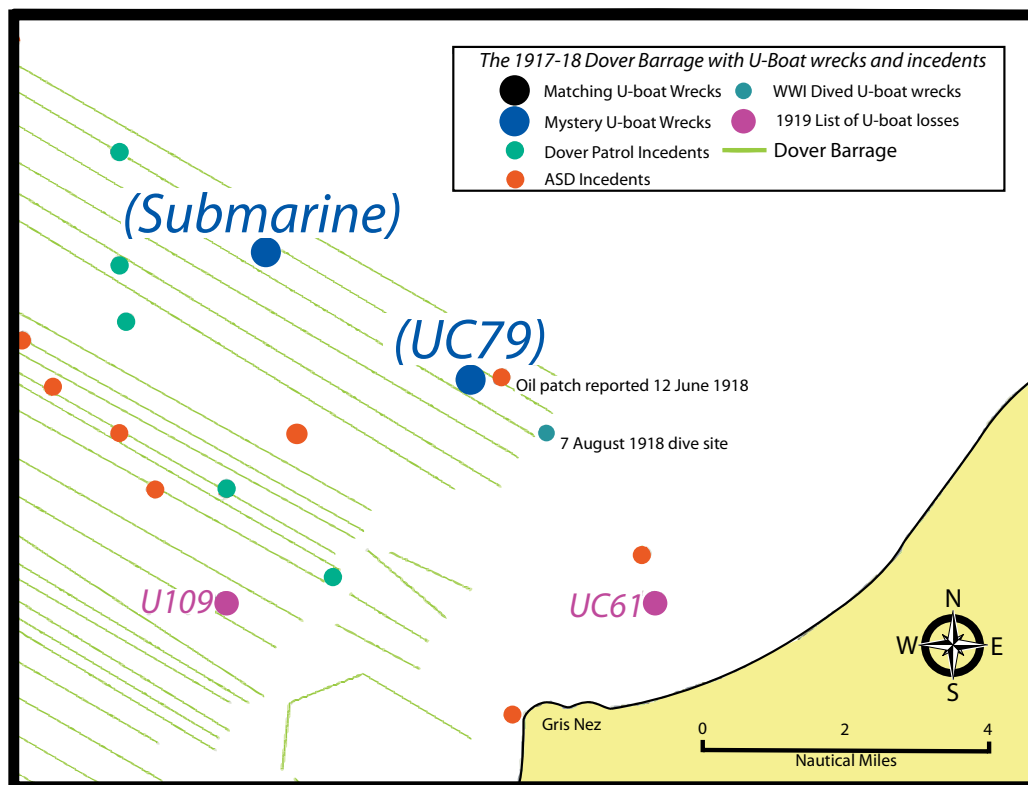 The 1917-18 Dover Barrage with U-Boat wrecks and incedents
Matching U-boat Wrecks
WWI Dived U-boat wrecks
Mystery U-boat Wrecks
1919 List of U-boat losses
Dover Patrol Incedents
Dover Barrage
ASD Incedents
(Submarine)
(UC79)
Oil patch reported 12 June 1918
7 August 1918 dive site
U109
UC61
N
W
E
S
Gris Nez
0
2
4
Nautical Miles